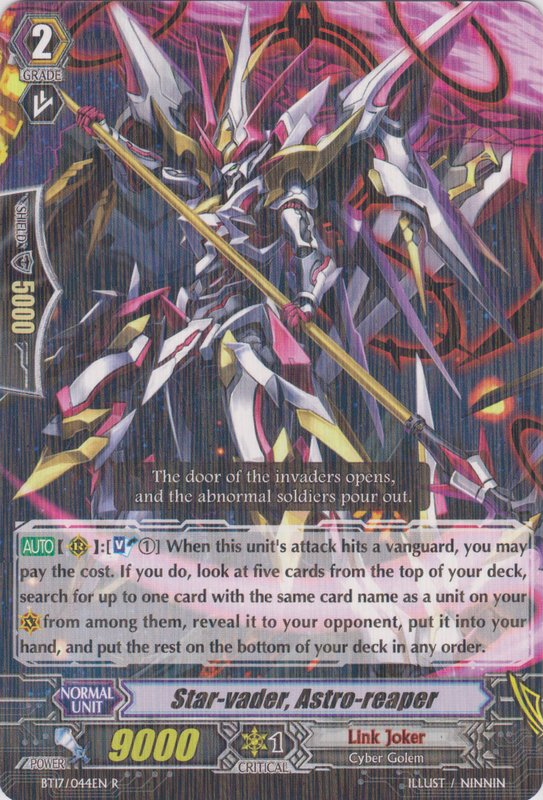 2
GRADE
SHIELD
5000
The door of the invaders opens,
and the abnormal soldiers pour out.
AUTO【 R 】:[V ①] When this unit's attack hits a vanguard, you may
pay the cost. If you do, look at five cards from the top of your deck,
search for up to one card with the same card name as a unit on your
V from among them, reveal it to your opponent, put it into your
hand, and put the rest on the bottom of your deck in any order.
NORMAL
UNIT
Star-vader, Astro-reaper
POWER
9000
1
CRITICAL
Link Joker
Cyber Golem
BT17/044EN R
ILLUST / NINNIN